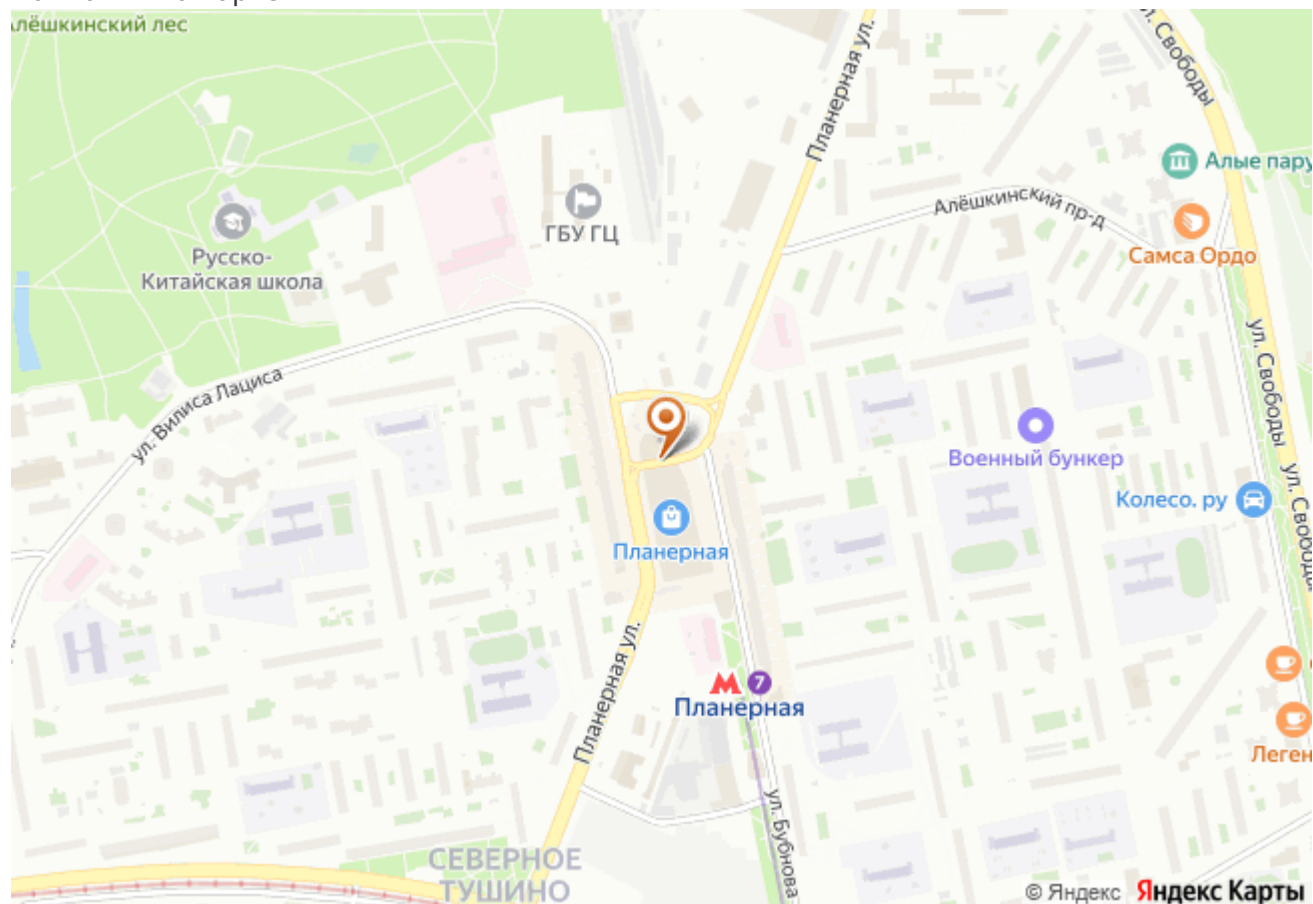 Алёшкинский лес
ул. Свободы
Планерная ул.
Алые пару
ГБУ ГЦ
Алёшкинский пр-д
Русско-
Китайская школа
Самса Ордо
ул. Свободы
ул. Вилиса Лациса
Военный бункер
Колесо. ру
ул. Свободы
Планерная
Планерная ул.
М 7
Планерная
Леген
ул. Бубнова
СЕВЕРНОЕ
ТУШИНО
© Яндекс Яндекс Карты